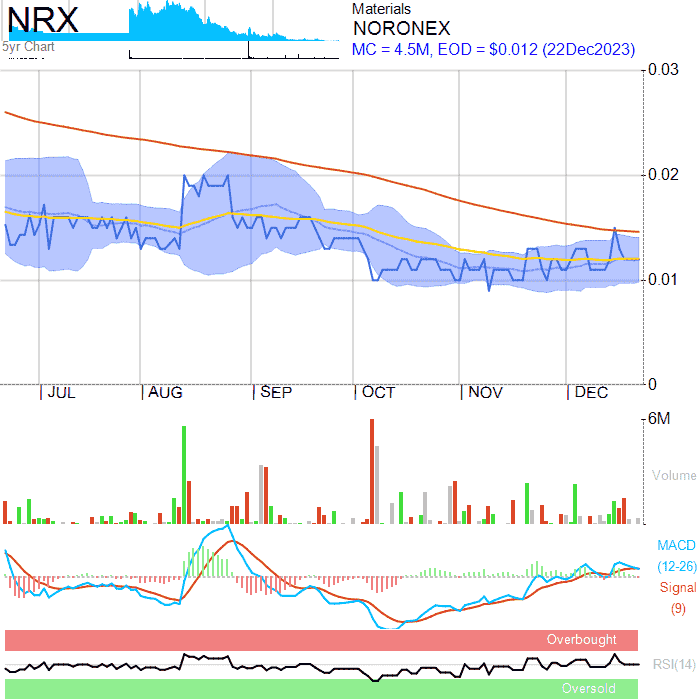 NRX
5yr Chart
Materials
NORONEX
MC = 4.5M, EOD = $0.012 (22Dec2023)
0.03
0.02
0.01
0
JUL AUG SEP OCT NOV DEC
6M
Volume
MACD
(12-26)
Signal
(9)
Overbought
RSI(14)
Oversold